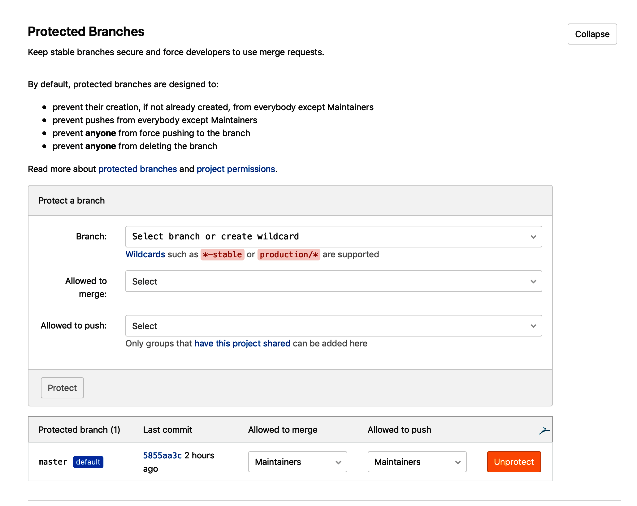 Protected Branches
Collapse
Keep stable branches secure and force developers to use merge requests.
By default, protected branches are designed to:
• prevent their creation, if not already created, from everybody except Maintainers
• prevent pushes from everybody except Maintainers
• prevent anyone from force pushing to the branch
• prevent anyone from deleting the branch
Read more about protected branches and project permissions.
Protect a branch
Branch: Select branch or create wildcard
Wildcards such as *-stable or production/* are supported
Allowed to
merge:
Select
Allowed to push: Select
Only groups that have this project shared can be added here
Protect
Protected branch (1) Last commit Allowed to merge Allowed to push
master default 5855aa3c 2 hours
ago
Maintainers Maintainers Unprotect